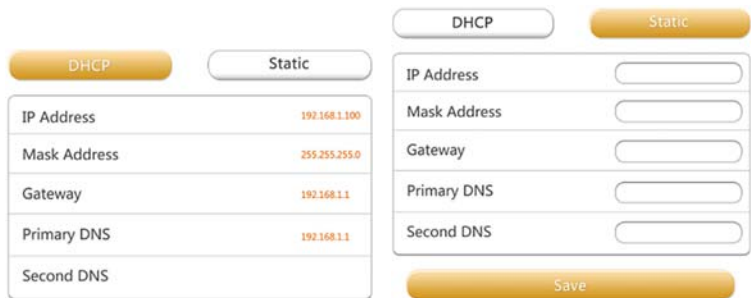 DHCP
Static
IP Address 192.168.1.100
Mask Address 255.255.255.0
Gateway 192.168.1.1
Primary DNS 192.168.1.1
Second DNS
DHCP
Static
IP Address
Mask Address
Gateway
Primary DNS
Second DNS
Save